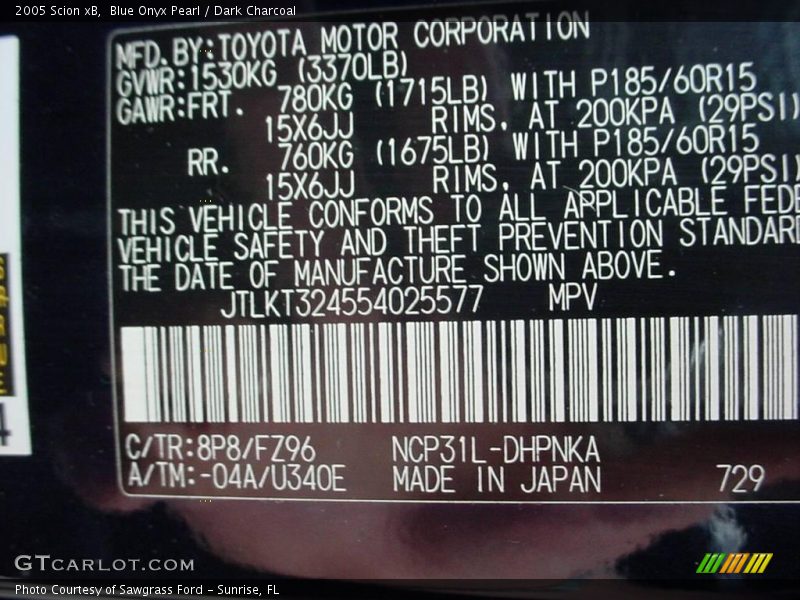 2005 Scion xB, Blue Onyx Pearl / Dark Charcoal
MFD.BY:TOYOTA MOTOR CORPORATION
GVWR:1530KG (3370LB)
GAWR:FRT. 780KG (1715LB) WITH P185/60R15
15X6JJ RIMS. AT 200KPA (29PSI)
RR. 760KG (1675LB) WITH P185/60R15
15X6JJ RIMS. AT 200KPA (29PSI)
THIS VEHICLE CONFORMS TO ALL APPLICABLE FEDE
VEHICLE SAFETY AND THEFT PREVENTION STANDARD
THE DATE OF MANUFACTURE SHOWN ABOVE.
JTLKT324554025577 MPV
C/TR:8P8/FZ96 NCP31L-DHPNKA
A/TM:-04A/U340E MADE IN JAPAN 729
GTCARLOT.COM
Photo Courtesy of Sawgrass Ford - Sunrise, FL